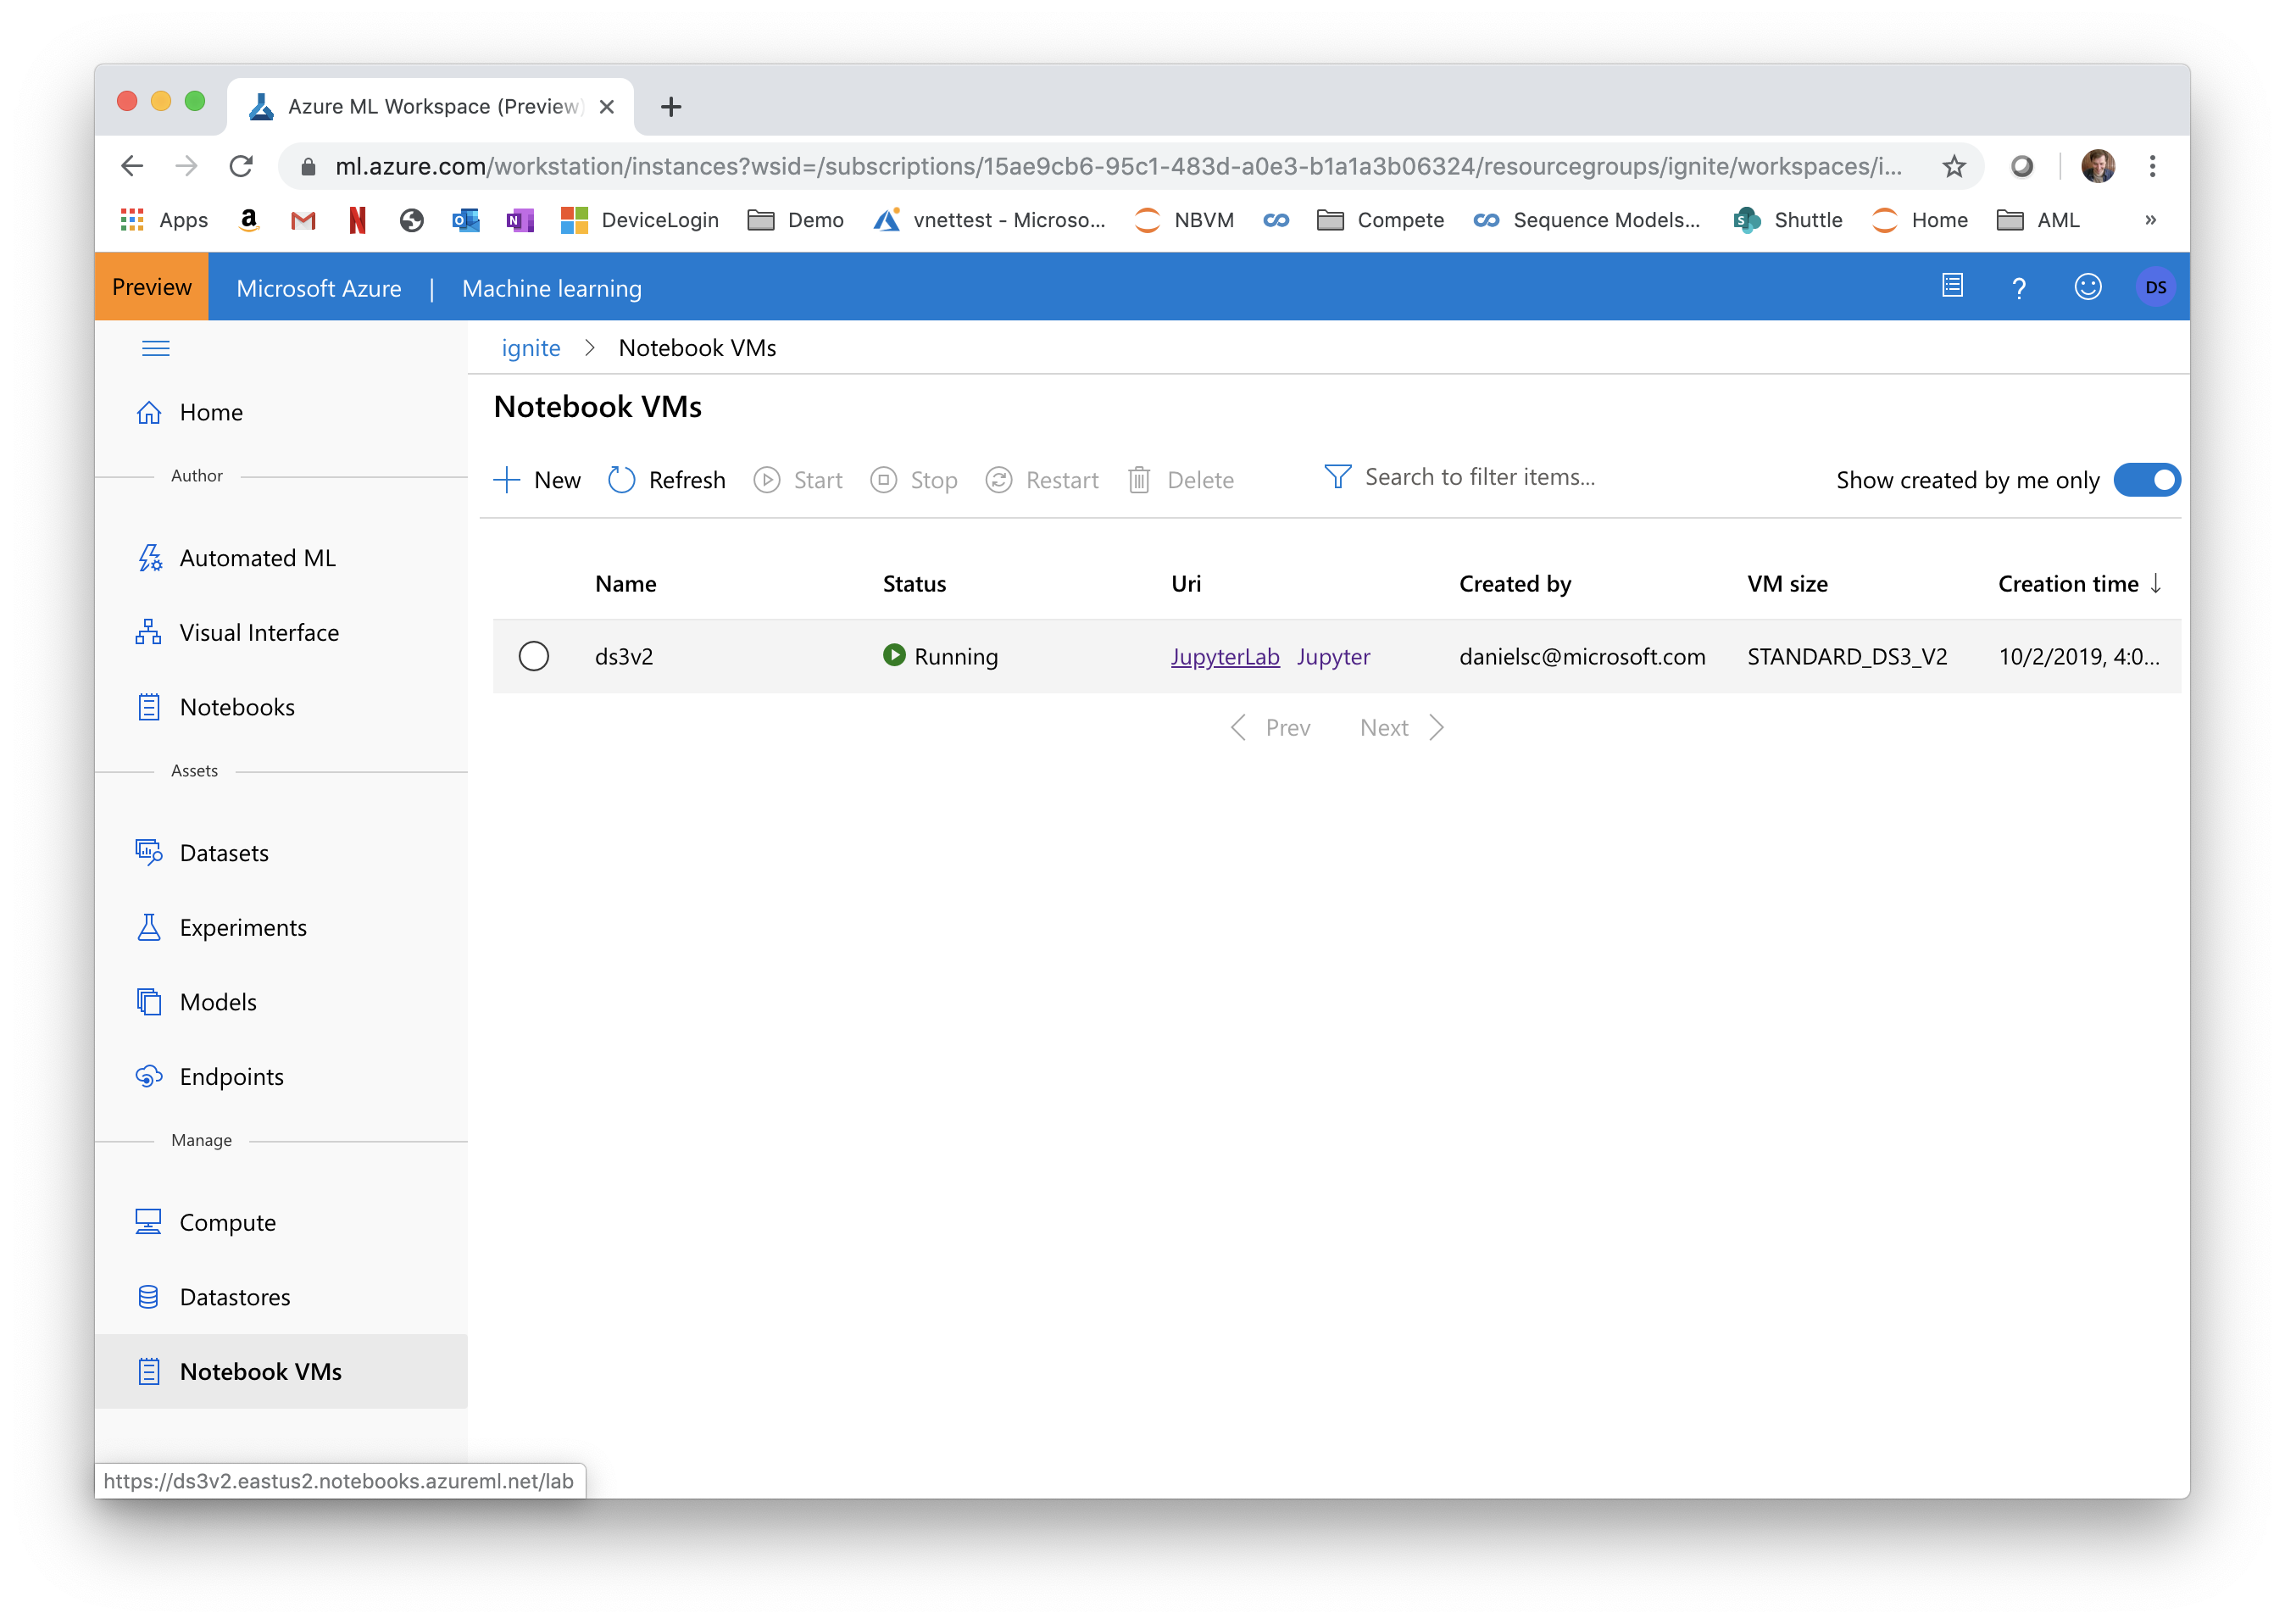 Azure ML Workspace (Preview)
ml.azure.com/workstation/instances?wsid=/subscriptions/15ae9cb6-95c1-483d-a0e3-b1a1a3b06324/resourcegroups/ignite/workspaces/i...
Apps DeviceLogin Demo vnettest - Microso... NBVM Compete Sequence Models... Shuttle Home AML »
Preview Microsoft Azure | Machine learning ? DS
ignite > Notebook VMs
Notebook VMs
New Refresh Start Stop Restart Delete Search to filter items... Show created by me only
Name Status Uri Created by VM size Creation time ↓
ds3v2 Running JupyterLab Jupyter danielsc@microsoft.com STANDARD_DS3_V2 10/2/2019, 4:0...
< Prev Next >
Home
Author
Automated ML
Visual Interface
Notebooks
Assets
Datasets
Experiments
Models
Endpoints
Manage
Compute
Datastores
Notebook VMs
https://ds3v2.eastus2.notebooks.azureml.net/lab